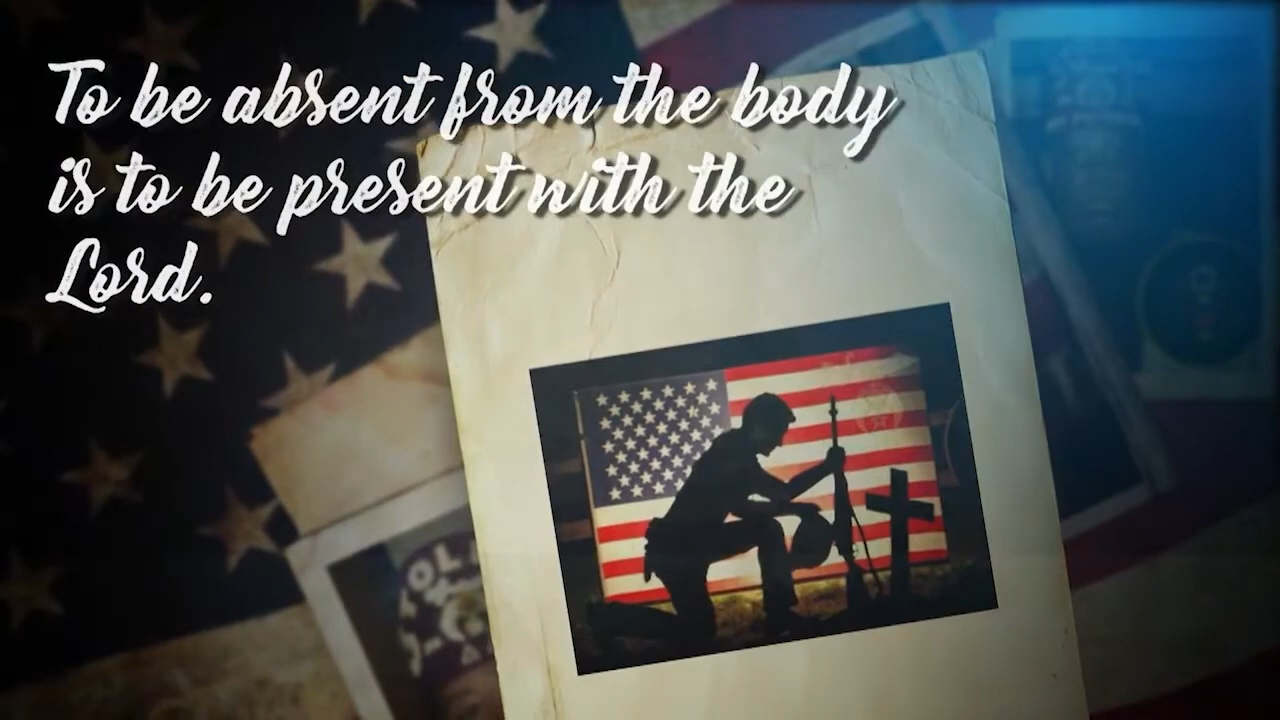 To be absent from the body
is to be present with the
Lord.